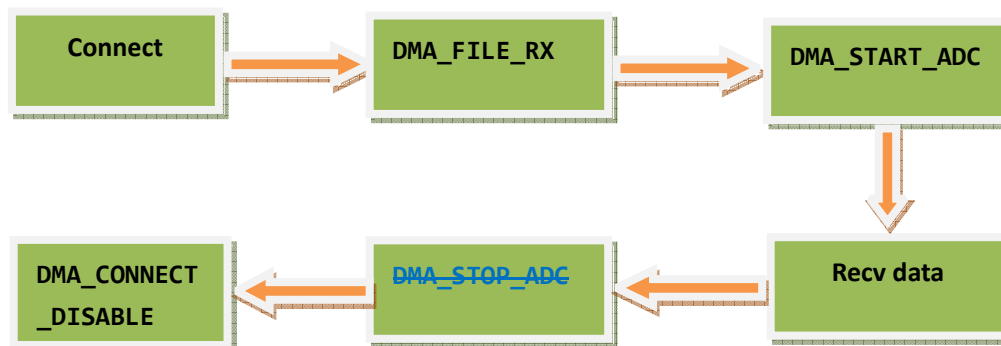 Connect
DMA_FILE_RX
DMA_START_ADC
Recv data
DMA_STOP_ADC
DMA_CONNECT
_DISABLE